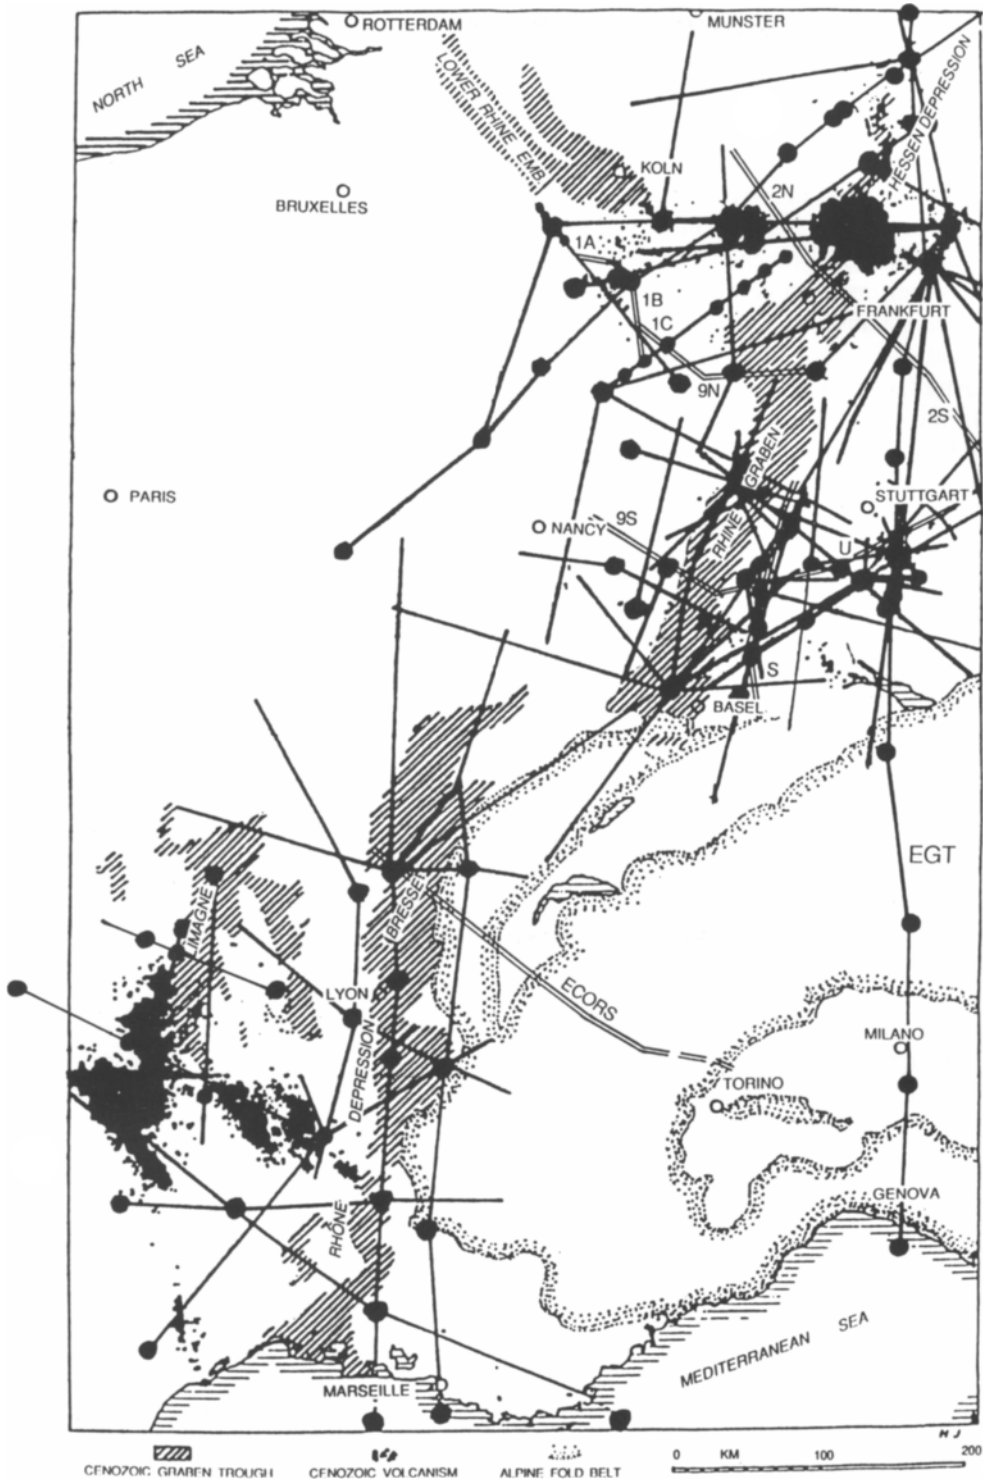 ROTTERDAM
MUNSTER
NORTH SEA
LOWER RHINE EMB.
HESSEN DEPRESSION
KOLN
2N
BRUXELLES
1A
1B
1C
FRANKFURT
9N
2S
RHINE GRABEN
PARIS
STUTTGART
NANCY
9S
U
S
BASEL
EGT
LIMAGNE
BRESSE
LYON
ECORS
MILANO
TORINO
DEPRESSION
GENOVA
RHÔNE
MEDITERRANEAN SEA
MARSEILLE
H J
CENOZOIC GRABEN TROUGH
CENOZOIC VOLCANISM
ALPINE FOLD BELT
0 KM 100 200